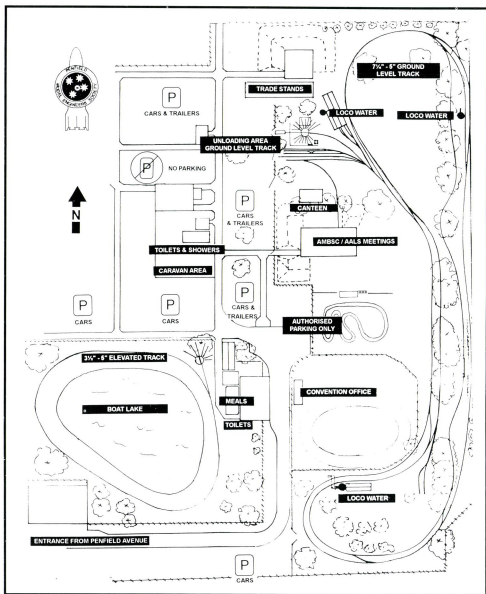 PENFIELD
7¼" - 5" GROUND
LEVEL TRACK
TRADE STANDS
P
CARS & TRAILERS
LOCO WATER
LOCO WATER
UNLOADING AREA
GROUND LEVEL TRACK
P
NO PARKING
N
P
CARS
& TRAILERS
CANTEEN
TOILETS & SHOWERS
AMBSC / AALS MEETINGS
CARAVAN AREA
P
CARS
P
CARS
P
CARS &
TRAILERS
AUTHORISED
PARKING ONLY
3½" - 5" ELEVATED TRACK
MEALS
CONVENTION OFFICE
BOAT LAKE
TOILETS
LOCO WATER
ENTRANCE FROM PENFIELD AVENUE
P
CARS